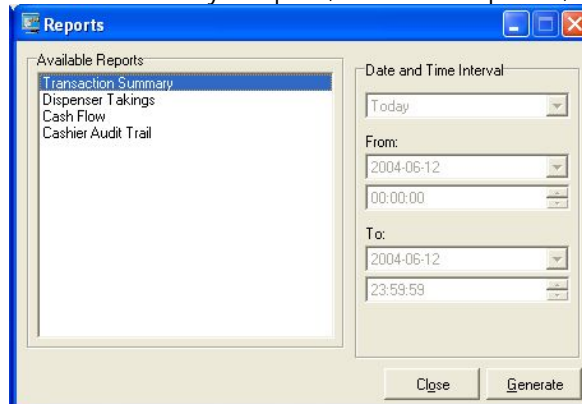 Reports
Available Reports
Transaction Summary
Dispenser Takings
Cash Flow
Cashier Audit Trail
Date and Time Interval
Today
From:
2004-06-12
00:00:00
To:
2004-06-12
23:59:59
Close
Generate